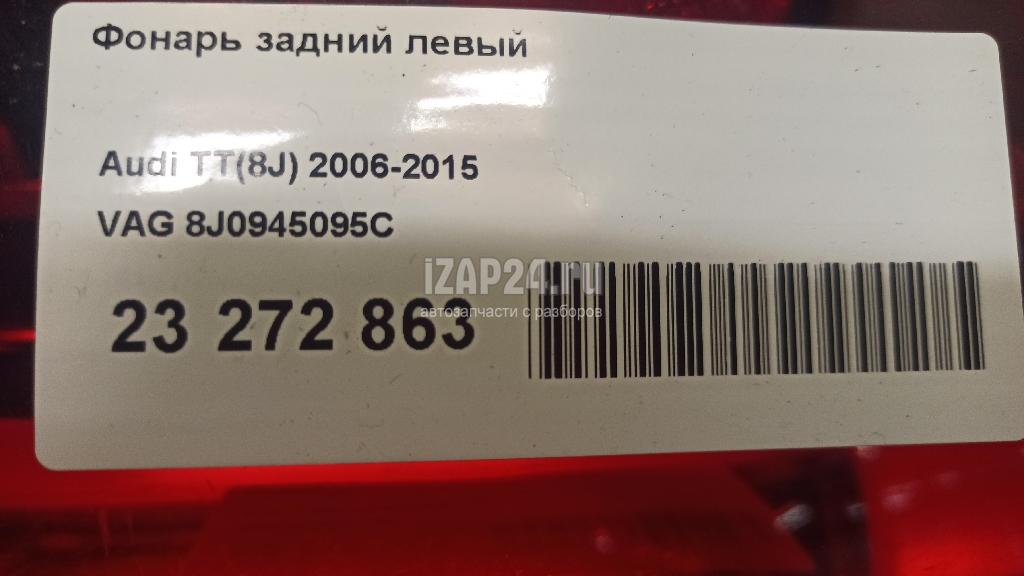 Фонарь задний левый
Audi TT(8J) 2006-2015
VAG 8J0945095C
iZAP24.ru
автозапчасти с разборов
23 272 863